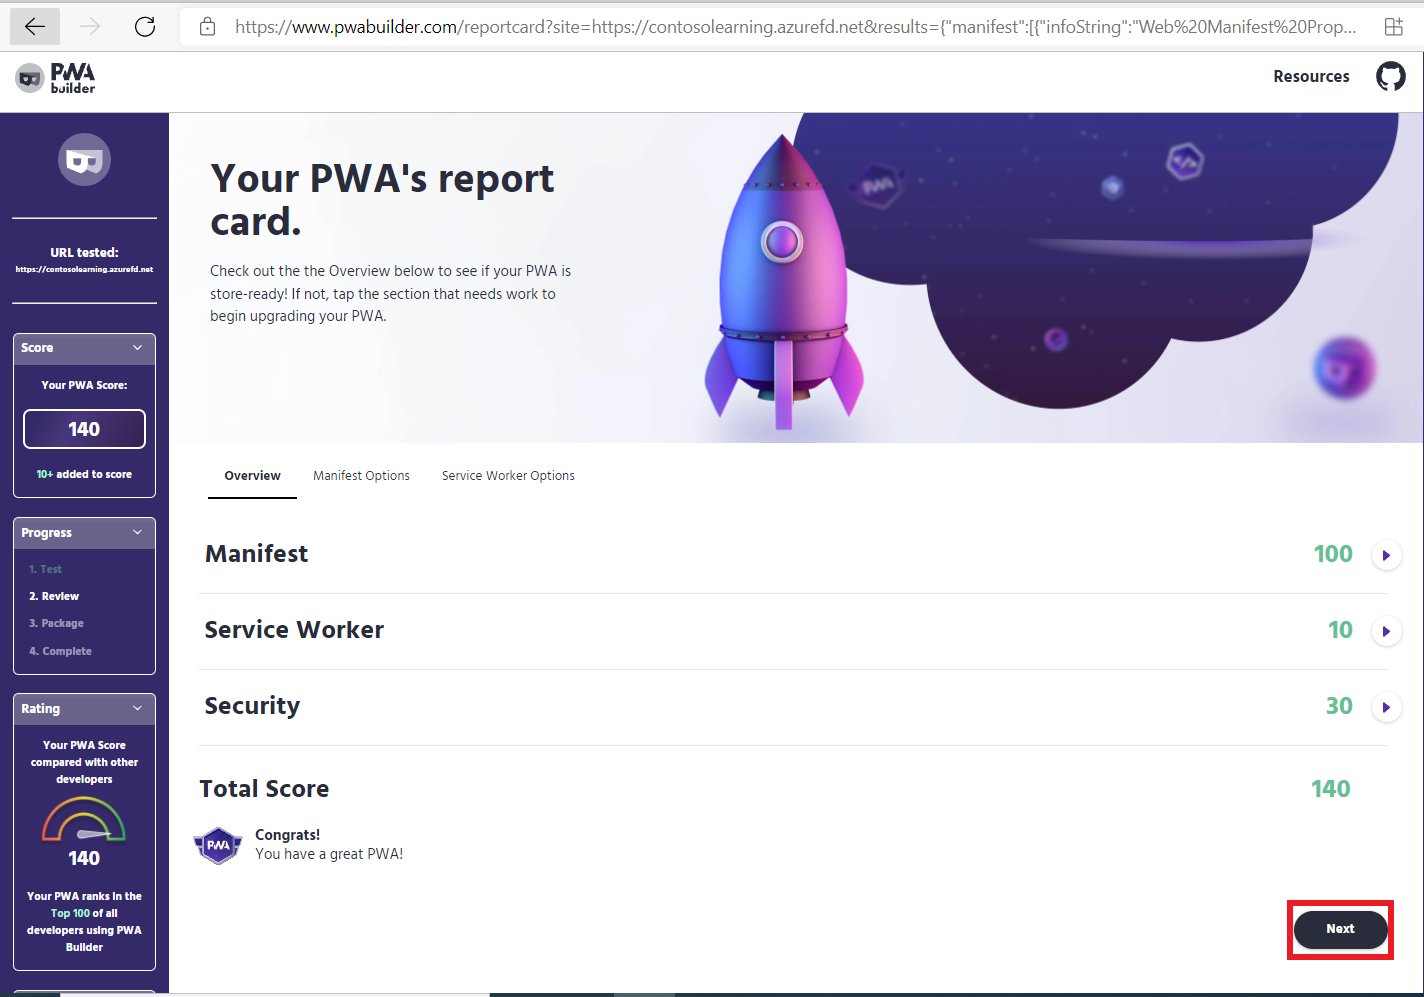 https://www.pwabuilder.com/reportcard?site=https://contosolearning.azurefd.net&results={"manifest":[{"infoString":"Web%20Manifest%20Prop...
PWA
builder
Resources
URL tested:
https://contosolearning.azurefd.net
Score
Your PWA Score:
140
10+ added to score
Progress
1. Test
2. Review
3. Package
4. Complete
Rating
Your PWA Score
compared with other
developers
140
Your PWA ranks in the
Top 100 of all
developers using PWA
Builder
Your PWA's report
card.
Check out the the Overview below to see if your PWA is
store-ready! If not, tap the section that needs work to
begin upgrading your PWA.
PWA
</>
Overview
Manifest Options
Service Worker Options
Manifest
100
Service Worker
10
Security
30
Total Score
140
PWA
Congrats!
You have a great PWA!
Next